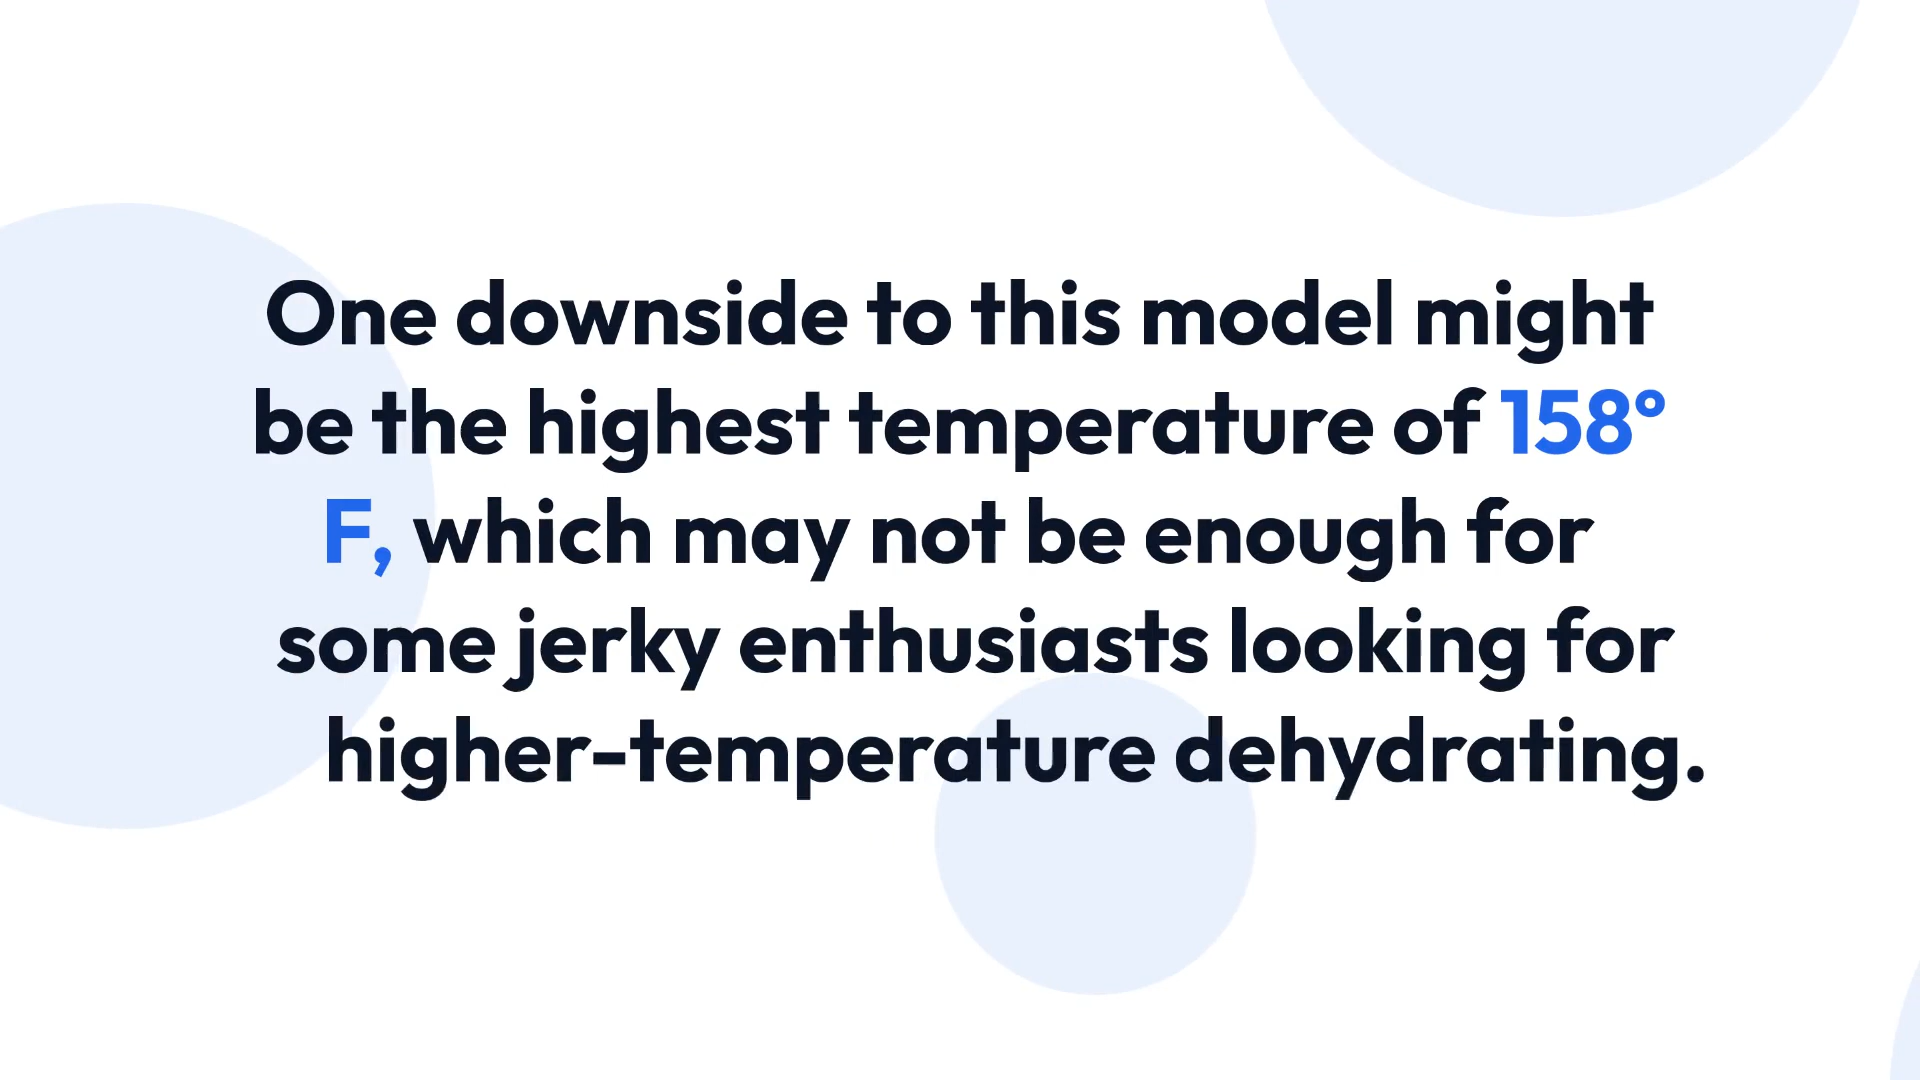 One downside to this model might
be the highest temperature of 158°
F, which may not be enough for
some jerky enthusiasts looking for
higher-temperature dehydrating.